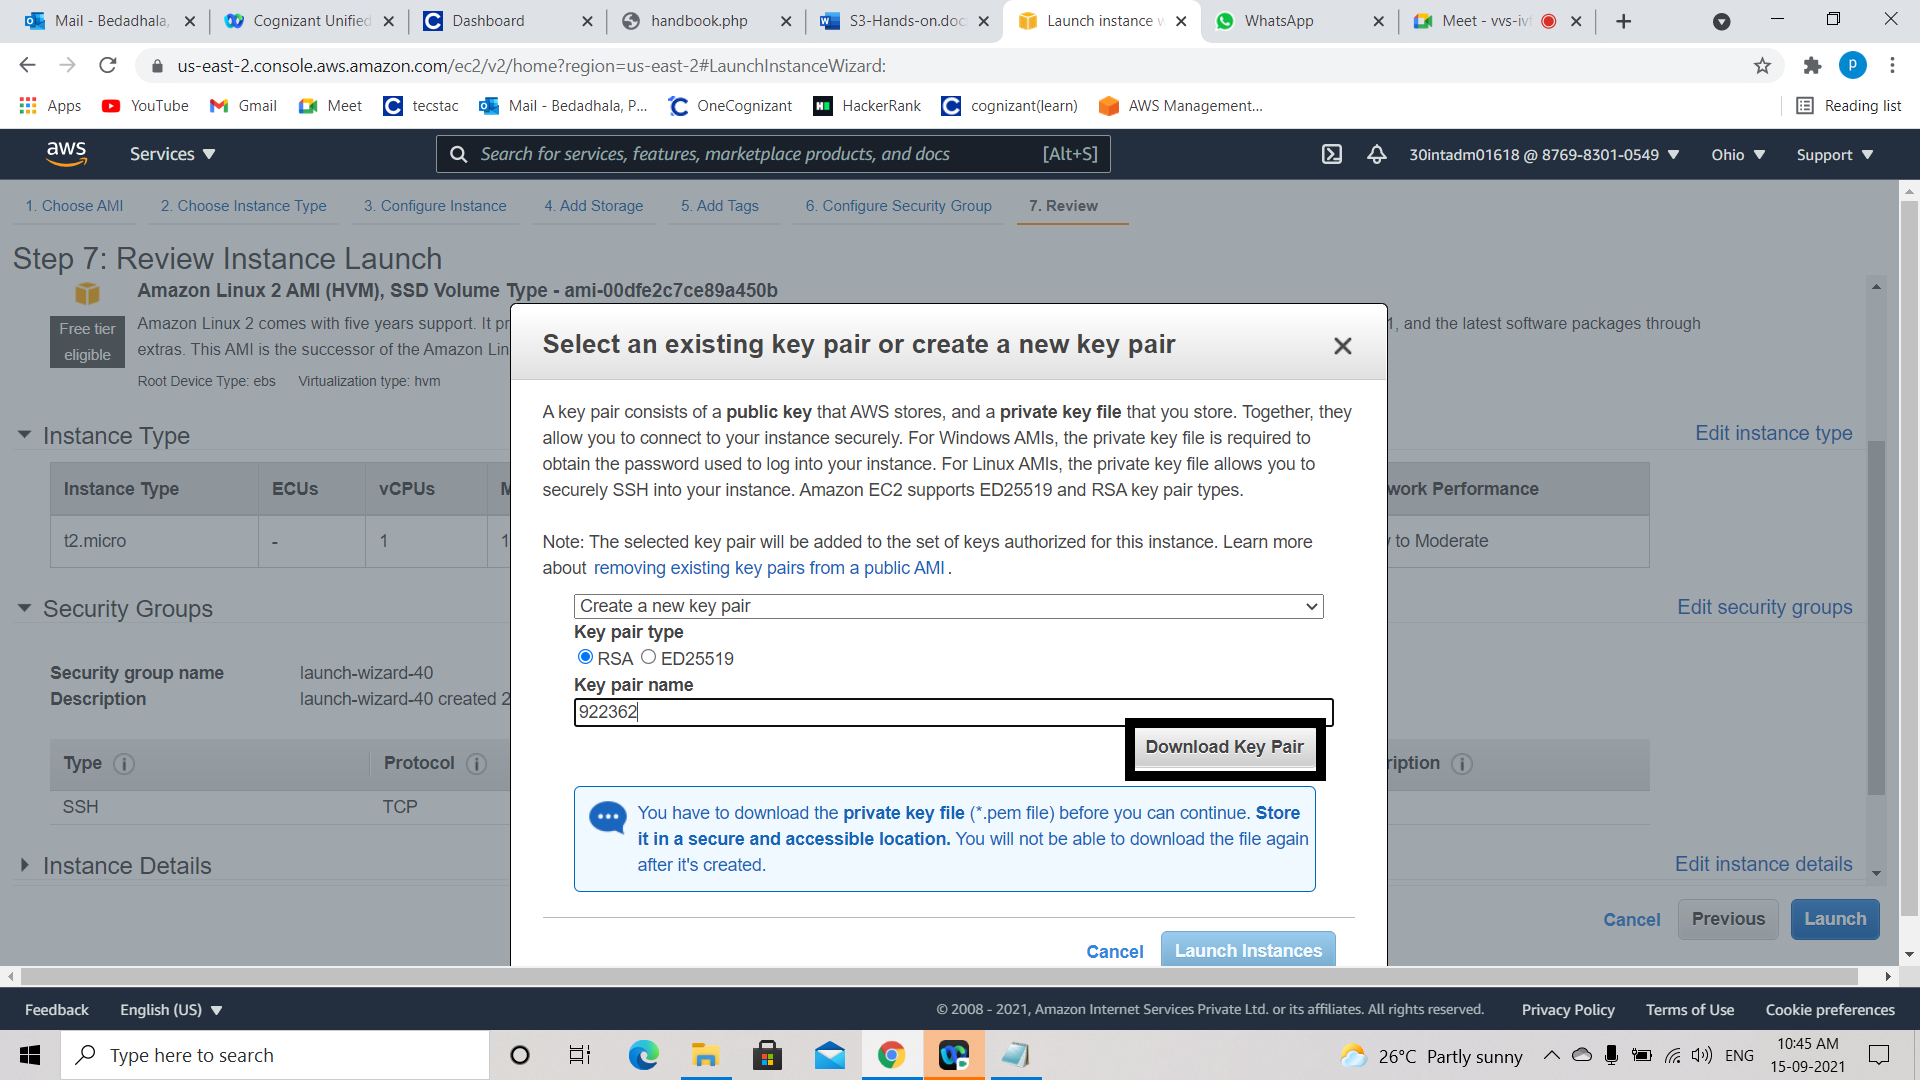 Mail - Bedadhala,
Cognizant Unified
Dashboard
handbook.php
S3-Hands-on.doc
Launch instance w
WhatsApp
Meet - vvs-ivf
us-east-2.console.aws.amazon.com/ec2/v2/home?region=us-east-2#LaunchInstanceWizard:
p
Apps
YouTube
Gmail
Meet
tecstac
Mail - Bedadhala, P...
OneCognizant
HackerRank
cognizant(learn)
AWS Management...
Reading list
aws
Services
Search for services, features, marketplace products, and docs
[Alt+S]
30intadm01618 @ 8769-8301-0549
Ohio
Support
1. Choose AMI
2. Choose Instance Type
3. Configure Instance
4. Add Storage
5. Add Tags
6. Configure Security Group
7. Review
Step 7: Review Instance Launch
Amazon Linux 2 AMI (HVM), SSD Volume Type - ami-00dfe2c7ce89a450b
Free tier
eligible
Amazon Linux 2 comes with five years support. It pr
1, and the latest software packages through
extras. This AMI is the successor of the Amazon Lin
Root Device Type: ebs Virtualization type: hvm
Select an existing key pair or create a new key pair
A key pair consists of a public key that AWS stores, and a private key file that you store. Together, they
allow you to connect to your instance securely. For Windows AMIs, the private key file is required to
obtain the password used to log into your instance. For Linux AMIs, the private key file allows you to
securely SSH into your instance. Amazon EC2 supports ED25519 and RSA key pair types.
Note: The selected key pair will be added to the set of keys authorized for this instance. Learn more
about removing existing key pairs from a public AMI .
Create a new key pair
Key pair type
RSA ED25519
Key pair name
922362
Download Key Pair
You have to download the private key file (*.pem file) before you can continue. Store
it in a secure and accessible location. You will not be able to download the file again
after it's created.
Cancel
Launch Instances
Instance Type
Edit instance type
Instance Type
ECUs
vCPUs
M
work Performance
t2.micro
-
1
1
to Moderate
Security Groups
Edit security groups
Security group name launch-wizard-40
Description launch-wizard-40 created 2
Type
Protocol
ription
SSH
TCP
Instance Details
Edit instance details
Cancel
Previous
Launch
Feedback
English (US)
© 2008 - 2021, Amazon Internet Services Private Ltd. or its affiliates. All rights reserved.
Privacy Policy
Terms of Use
Cookie preferences
Type here to search
26°C Partly sunny
ENG
10:45 AM
15-09-2021